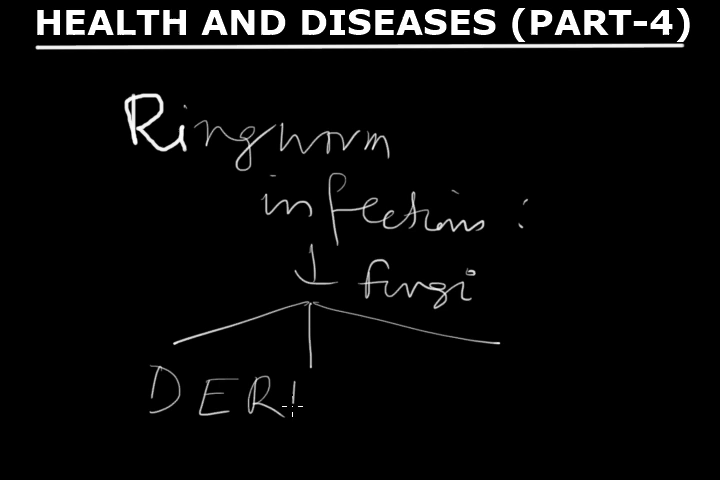 HEALTH AND DISEASES (PART-4)
Ringworm
infections :
fungi
DER